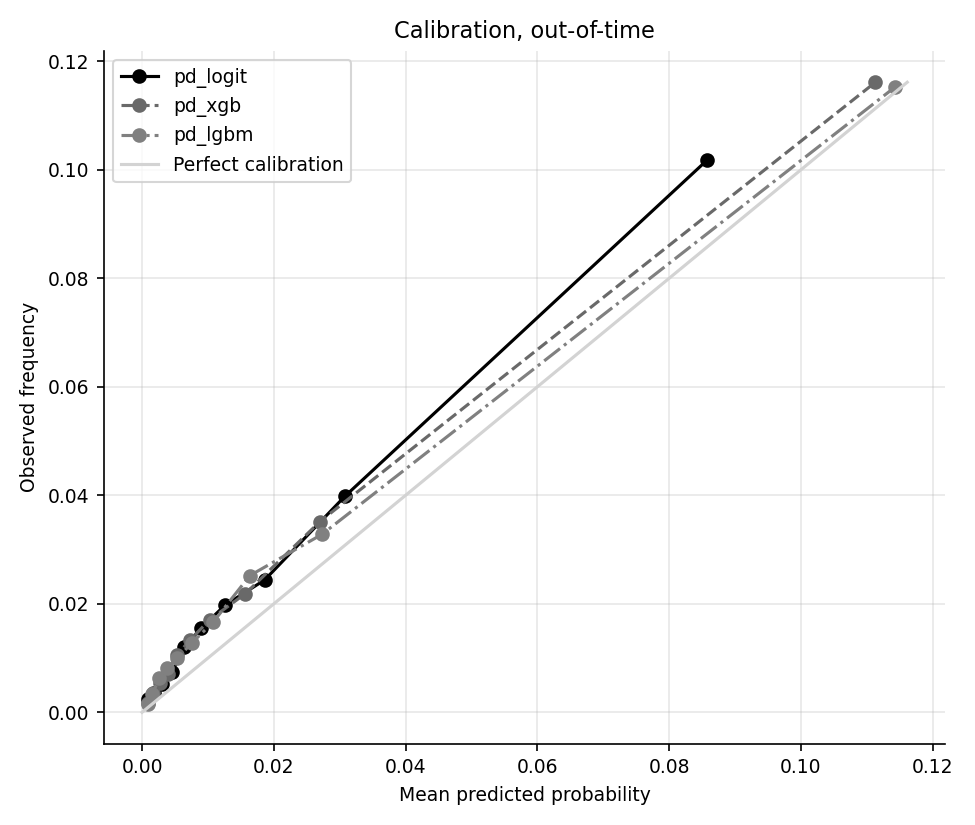 Calibration, out-of-time
pd_logit
pd_xgb
pd_lgbm
Perfect calibration
0.12
0.10
0.08
0.06
0.04
0.02
0.00
Observed frequency
0.00 0.02 0.04 0.06 0.08 0.10 0.12
Mean predicted probability